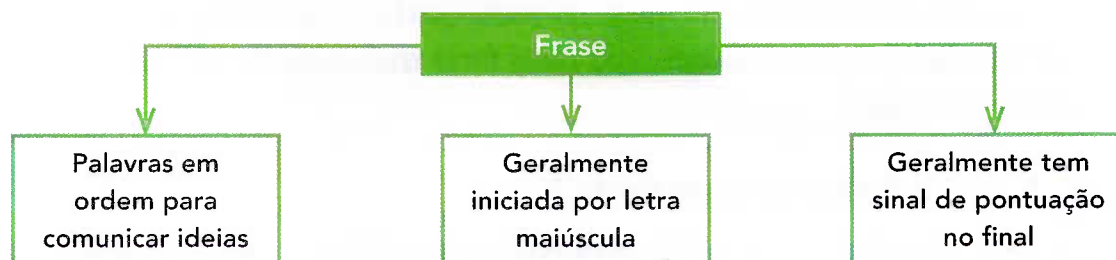 Frase
Palavras em
ordem para
comunicar ideias
Geralmente
iniciada por letra
maiúscula
Geralmente tem
sinal de pontuação
no final